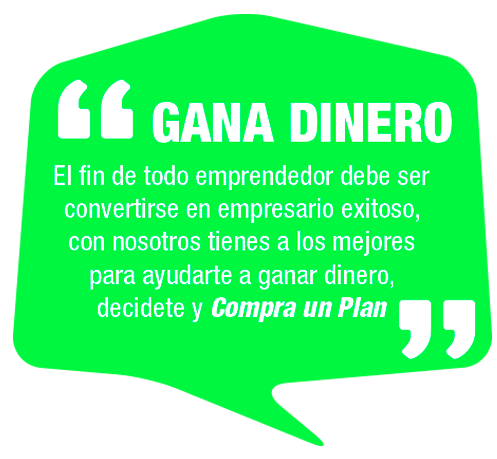 “ GANA DINERO
El fin de todo emprendedor debe ser
convertirse en empresario exitoso,
con nosotros tienes a los mejores
para ayudarte a ganar dinero,
decidete y Compra un Plan ”